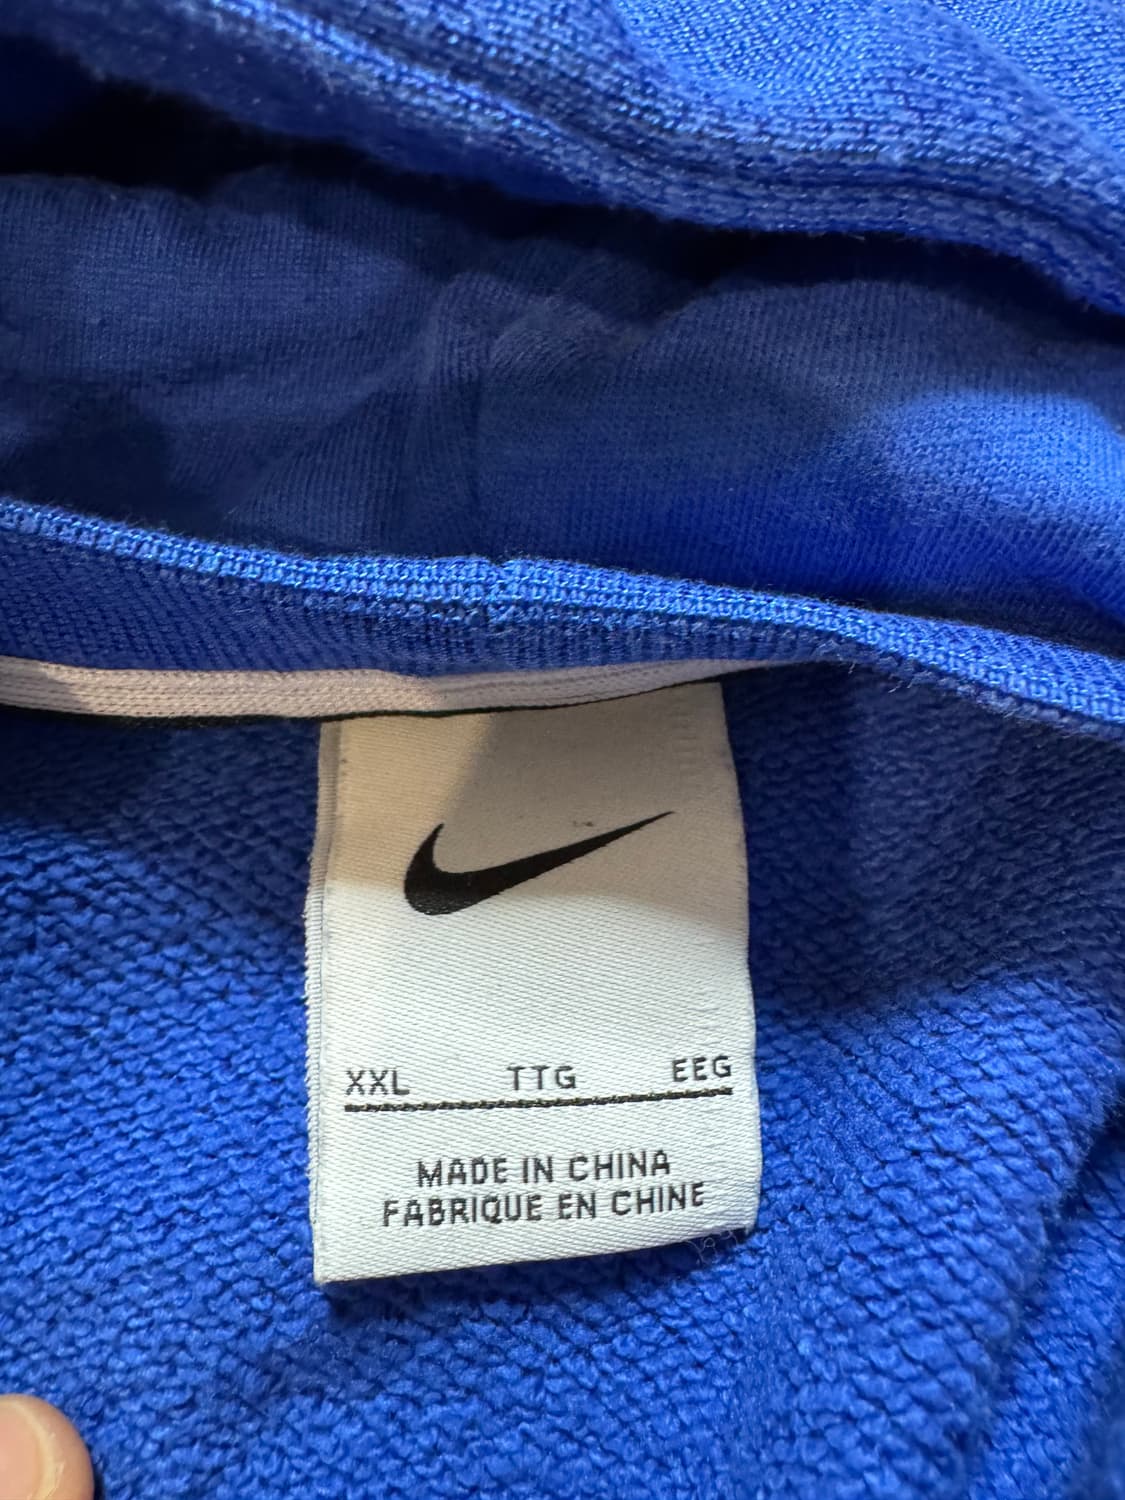 XXL TTG EEG
MADE IN CHINA
FABRIQUE EN CHINE